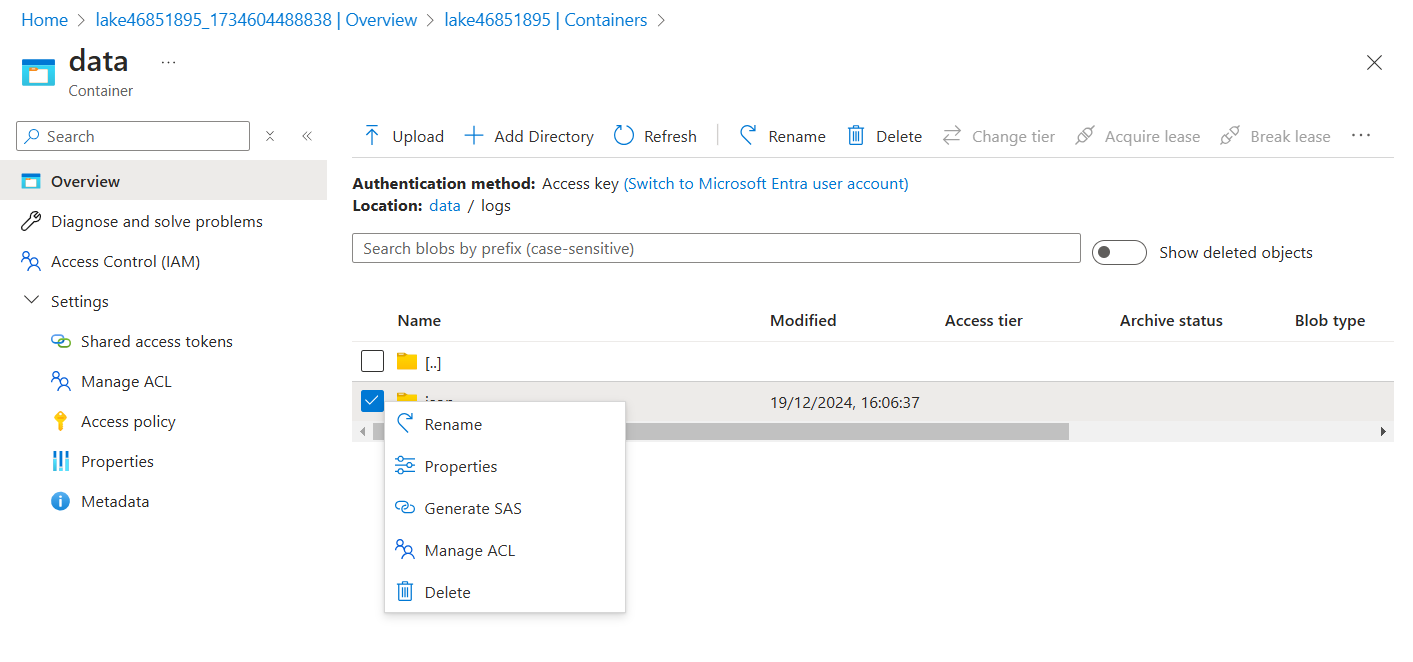 Home > lake46851895_1734604488838 | Overview > lake46851895 | Containers >
data ...
Container
Search
Upload Add Directory Refresh Rename Delete Change tier Acquire lease Break lease ...
Overview
Diagnose and solve problems
Access Control (IAM)
Settings
Shared access tokens
Manage ACL
Access policy
Properties
Metadata
Authentication method: Access key (Switch to Microsoft Entra user account)
Location: data / logs
Search blobs by prefix (case-sensitive)
Show deleted objects
Name Modified Access tier Archive status Blob type
[..]
19/12/2024, 16:06:37
Rename
Properties
Generate SAS
Manage ACL
Delete